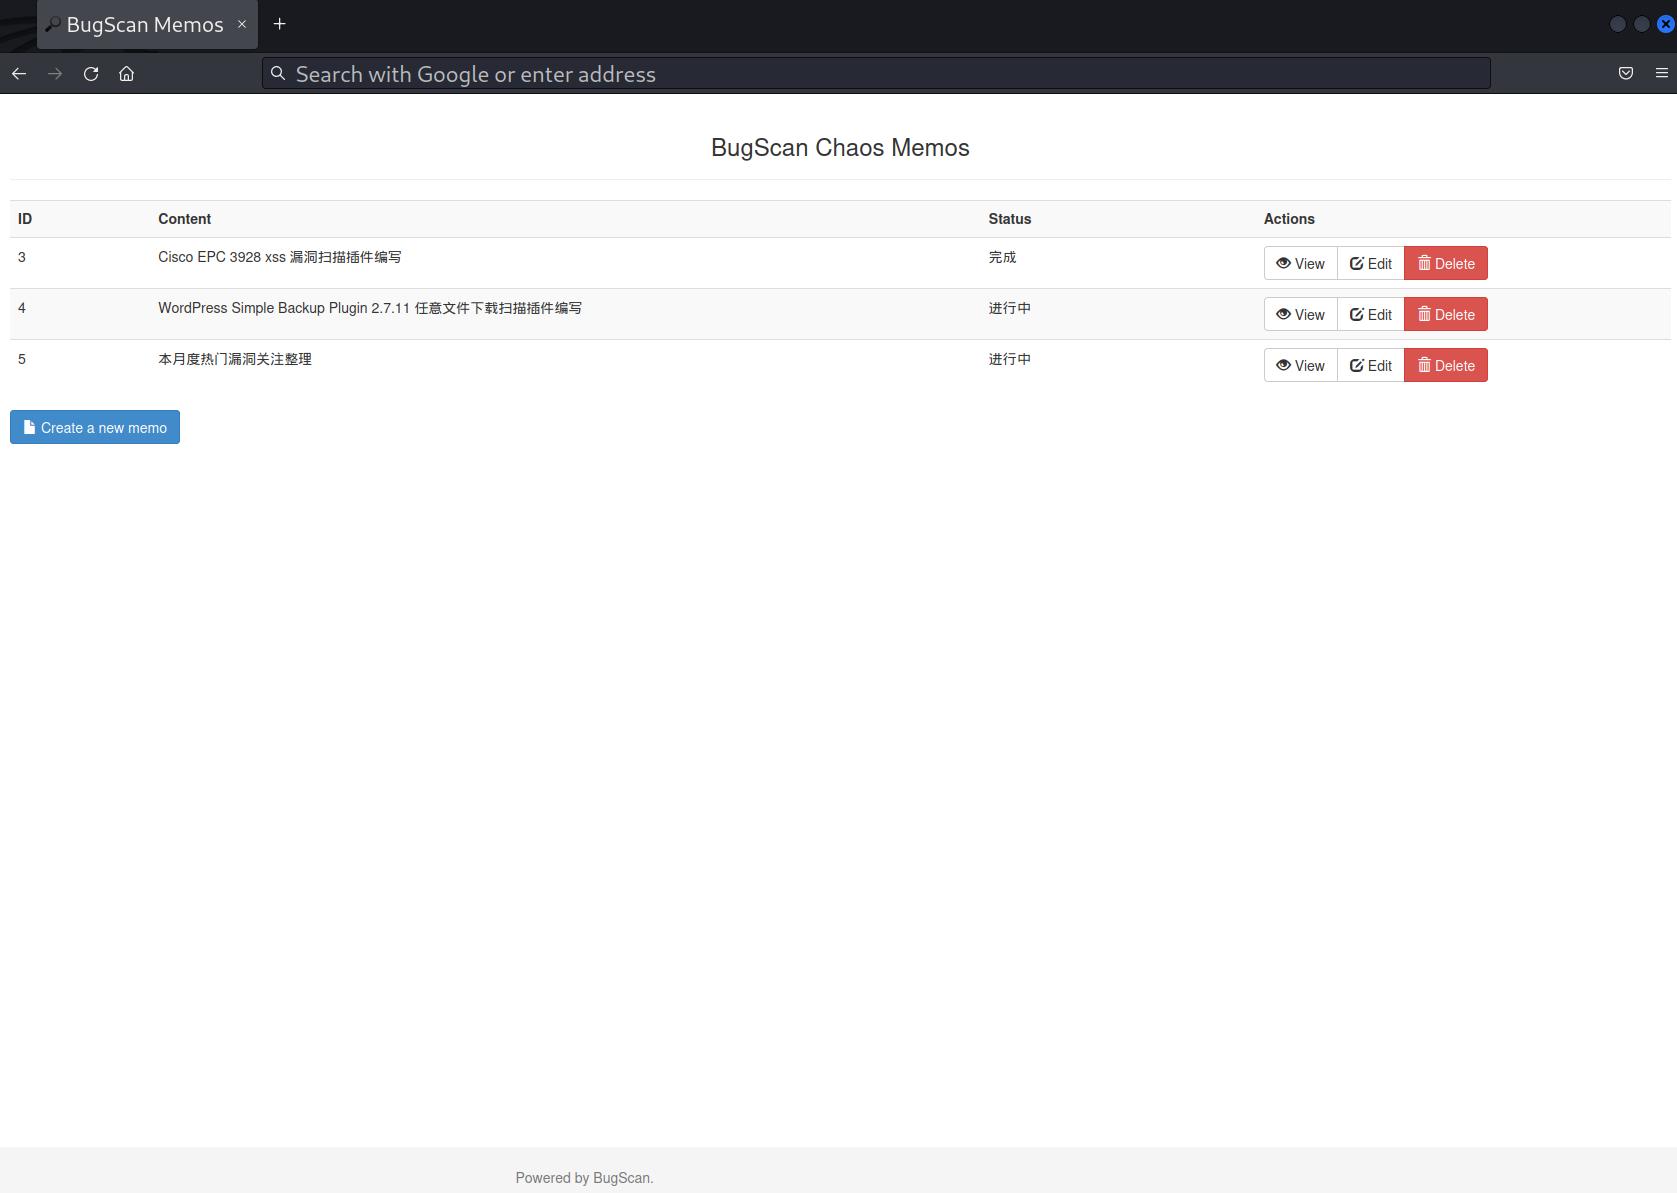 BugScan Memos
Search with Google or enter address
BugScan Chaos Memos
ID Content Status Actions
3 Cisco EPC 3928 xss 漏洞扫描插件编写 完成 View Edit Delete
4 WordPress Simple Backup Plugin 2.7.11 任意文件下载扫描插件编写 进行中 View Edit Delete
5 本月度热门漏洞关注整理 进行中 View Edit Delete
Create a new memo
Powered by BugScan.